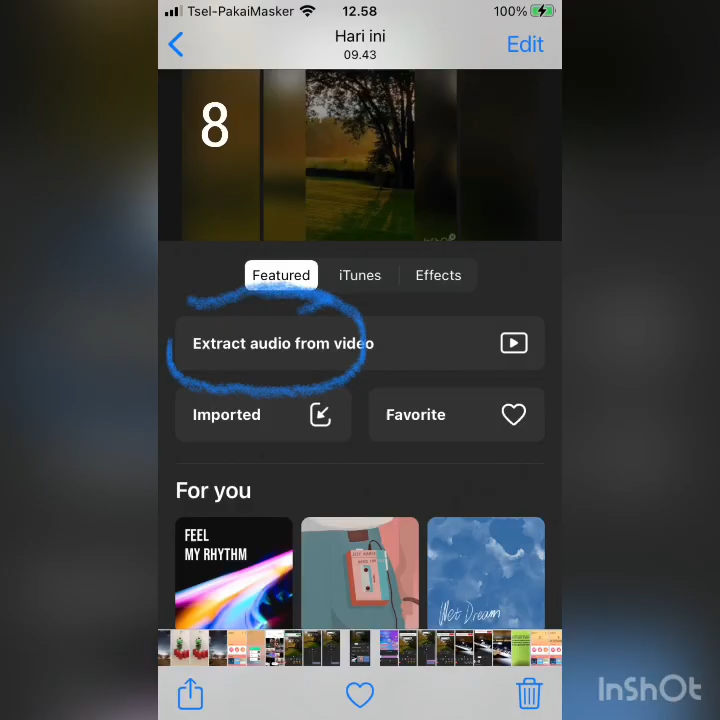 Tsel-PakaiMasker 12.58 100%
Hari ini
09.43
Edit
8
Featured iTunes Effects
Extract audio from video
Imported Favorite
For you
FEEL
MY RHYTHM
Wet Dream
InShOt